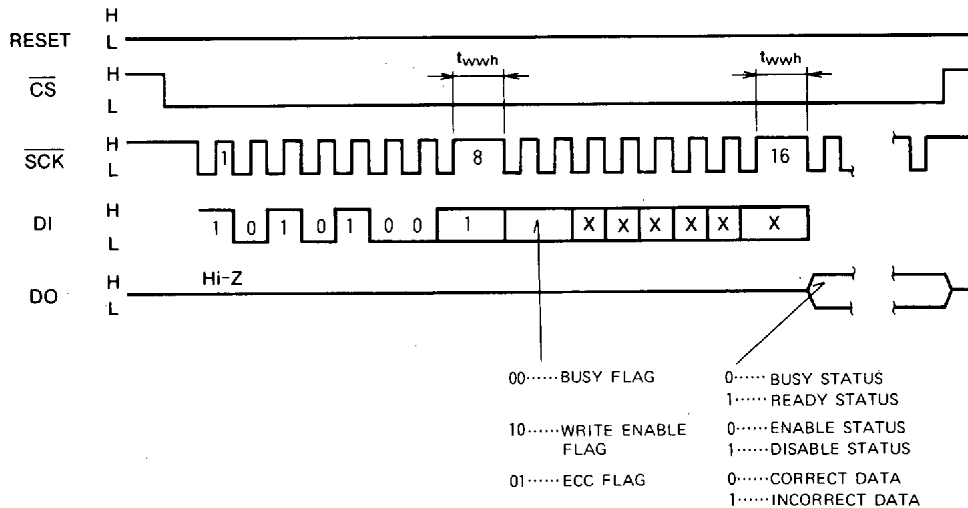 H
RESET L
twwh twwh
CS H
L
SCK H
L
1 8 16
DI H
L
1 0 1 0 1 0 0 1 X X X X X X
DO H
L
Hi-Z
00······BUSY FLAG
0······BUSY STATUS
1······READY STATUS
10······WRITE ENABLE
FLAG
0······ENABLE STATUS
1······DISABLE STATUS
01······ECC FLAG
0······CORRECT DATA
1······INCORRECT DATA